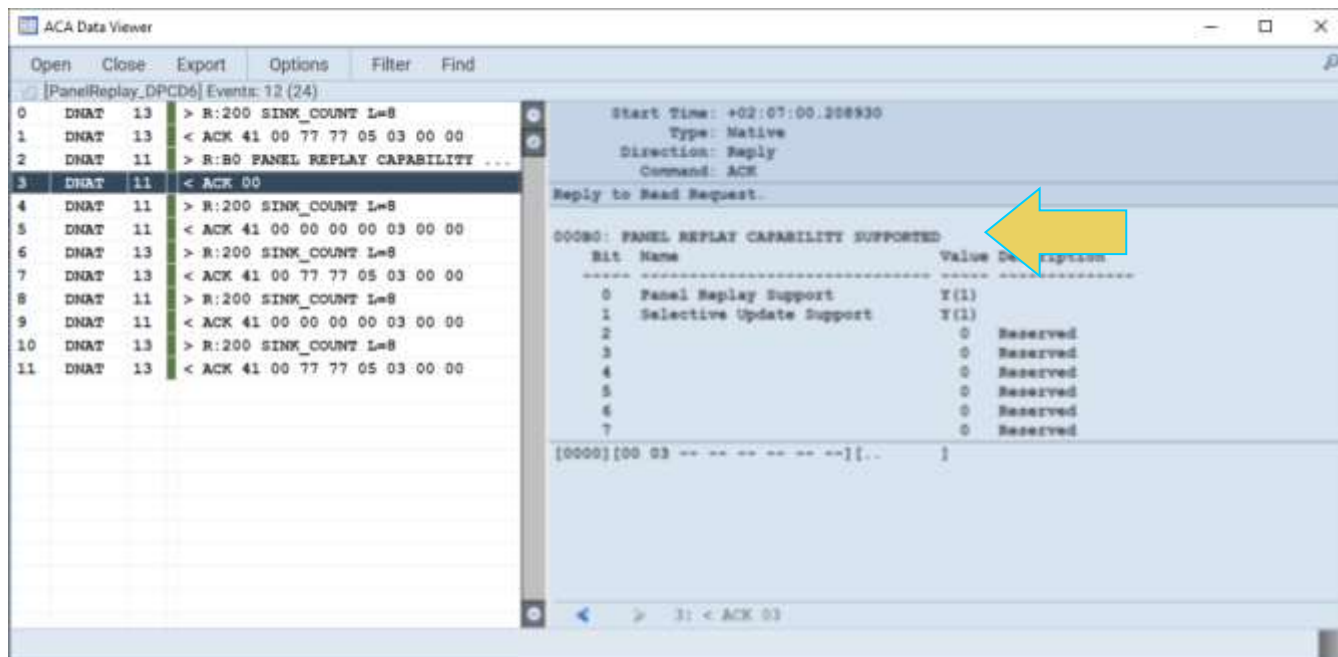 ACA Data Viewer
Open Close Export Options Filter Find
[PanelReplay_DPCD6] Events: 12 (24)
0 DNAT 13 > R:200 SINK_COUNT L=8
1 DNAT 13 < ACK 41 00 77 77 05 03 00 00
2 DNAT 11 > R:B0 PANEL REPLAY CAPABILITY ...
3 DNAT 11 < ACK 00
4 DNAT 11 > R:200 SINK_COUNT L=8
5 DNAT 11 < ACK 41 00 00 00 00 03 00 00
6 DNAT 13 > R:200 SINK_COUNT L=8
7 DNAT 13 < ACK 41 00 77 77 05 03 00 00
8 DNAT 11 > R:200 SINK_COUNT L=8
9 DNAT 11 < ACK 41 00 00 00 00 03 00 00
10 DNAT 13 > R:200 SINK_COUNT L=8
11 DNAT 13 < ACK 41 00 77 77 05 03 00 00
Start Time: +02:07:00.208930
Type: Native
Direction: Reply
Command: ACK
Reply to Read Request.
000B0: PANEL REPLAY CAPABILITY SUPPORTED
Bit Name Value
----- ------------------------------ ----- --------------
0 Panel Replay Support Y(1)
1 Selective Update Support Y(1)
2 0 Reserved
3 0 Reserved
4 0 Reserved
5 0 Reserved
6 0 Reserved
7 0 Reserved
[0000][00 03 -- -- -- -- -- --][.. ]
3: < ACK 03